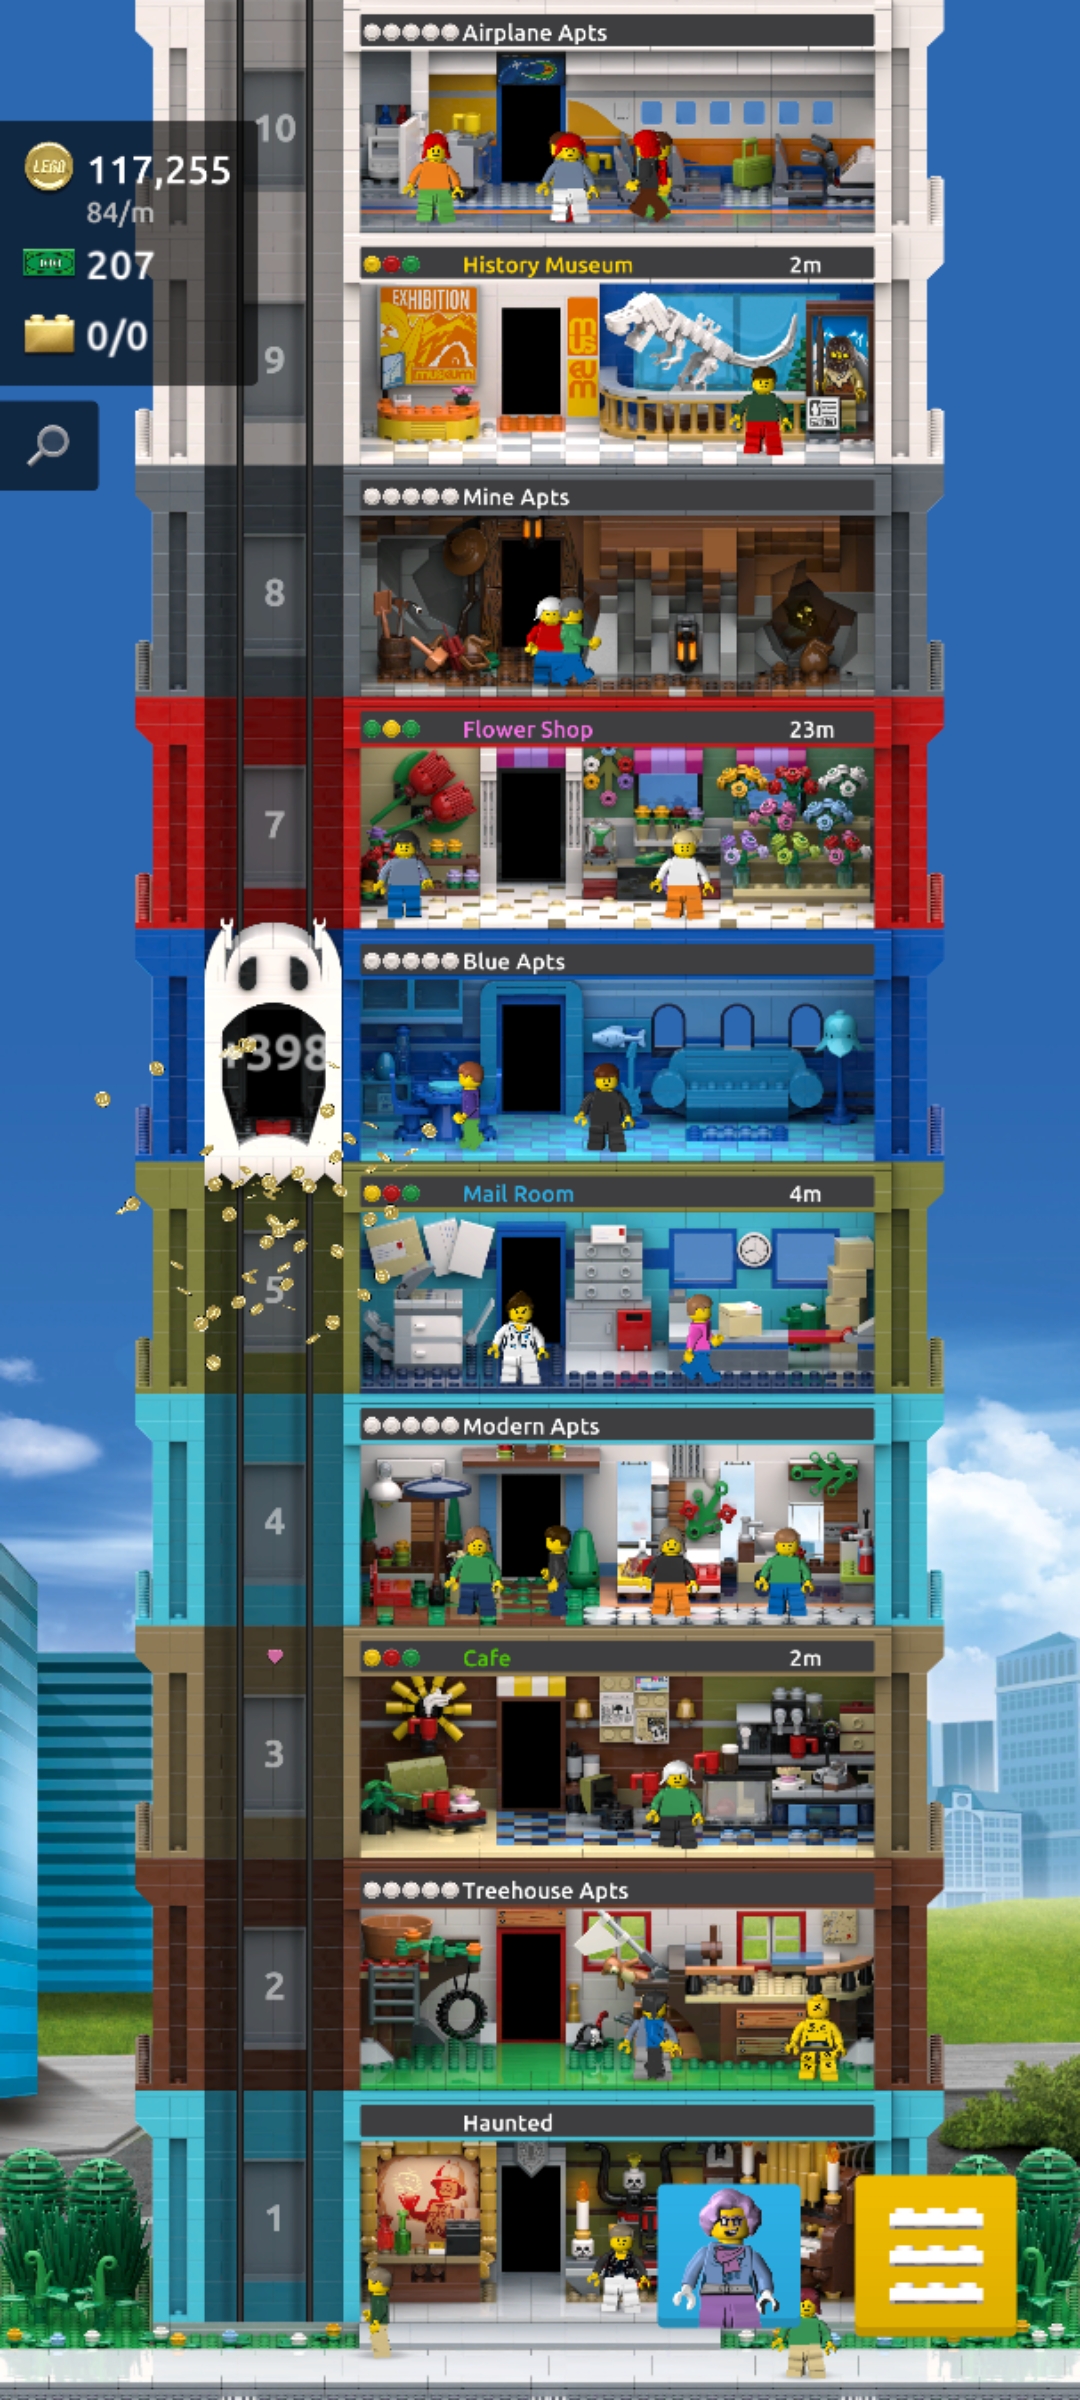 Airplane Apts
10
LEGO
117,255
84/m
207
0/0
History Museum 2m
EXHIBITION
museum
mus
eum
9
Mine Apts
8
Flower Shop 23m
7
Blue Apts
+398
Mail Room 4m
5
Modern Apts
4
Cafe 2m
3
Treehouse Apts
2
Haunted
1